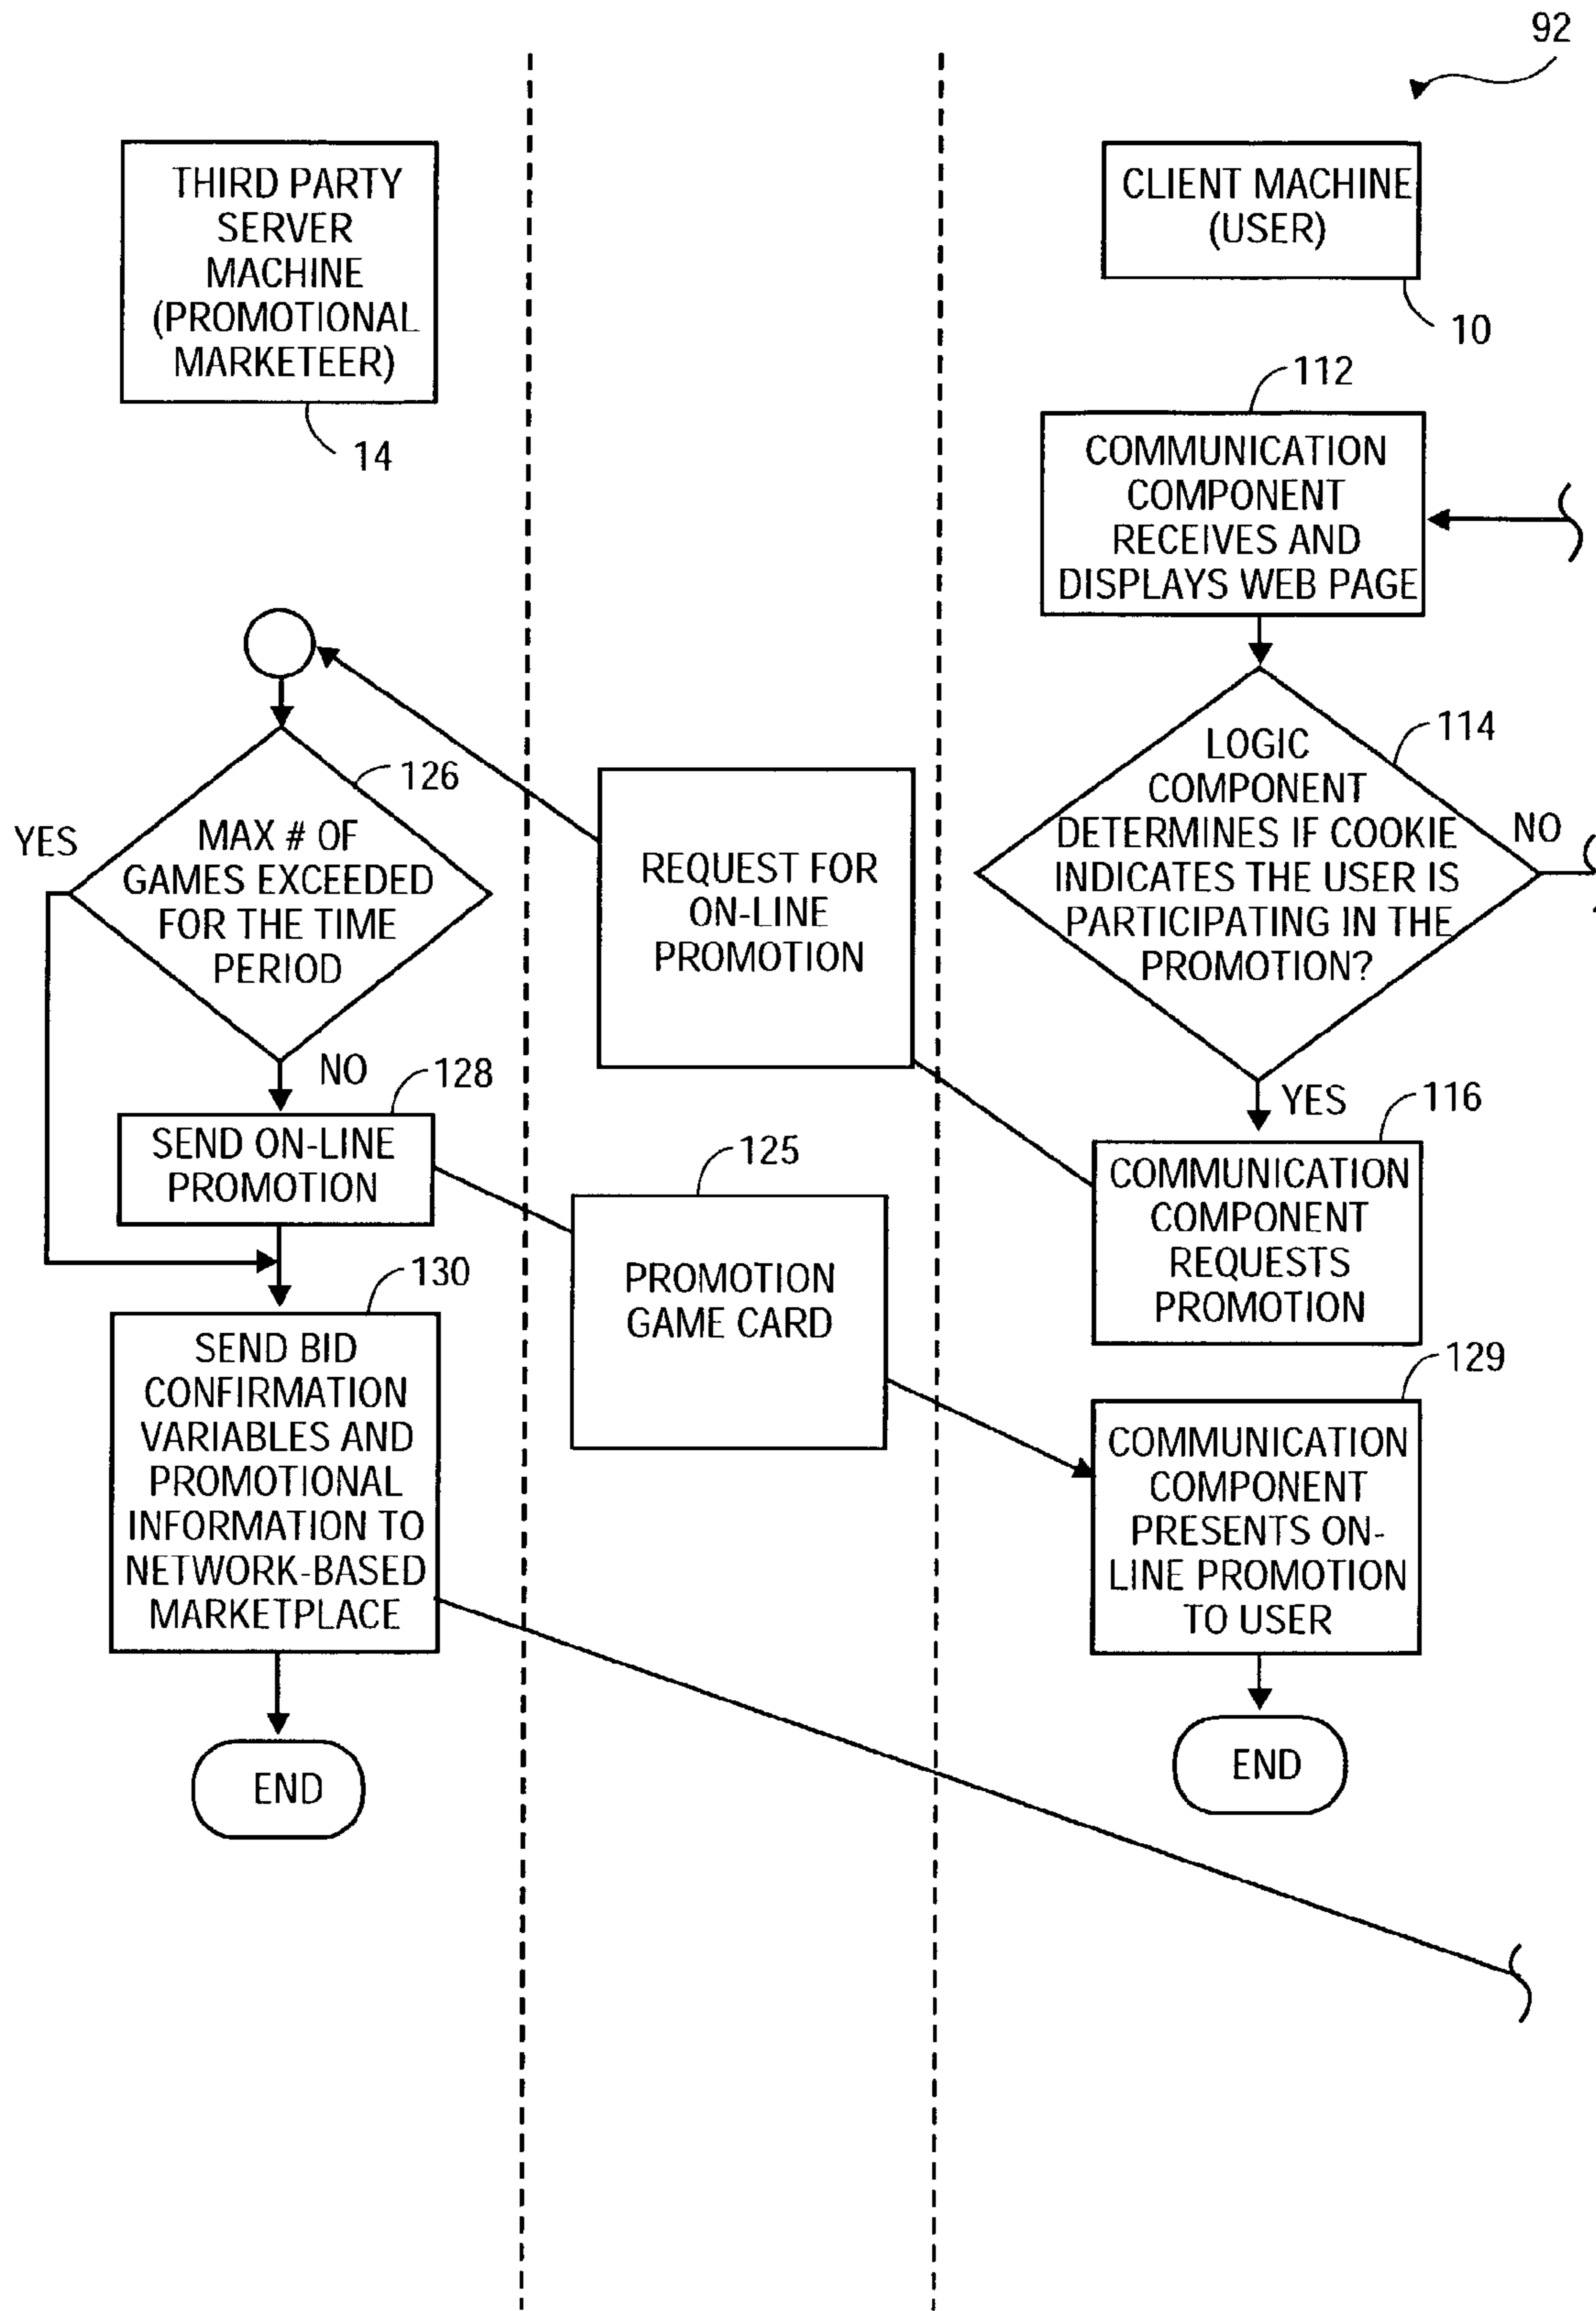 92
THIRD PARTY
SERVER
MACHINE
(PROMOTIONAL
MARKETEER)
14
CLIENT MACHINE
(USER)
10
112
COMMUNICATION
COMPONENT
RECEIVES AND
DISPLAYS WEB PAGE
114
LOGIC
COMPONENT
DETERMINES IF COOKIE
INDICATES THE USER IS
PARTICIPATING IN THE
PROMOTION?
NO
YES
126
YES
MAX # OF
GAMES EXCEEDED
FOR THE TIME
PERIOD
NO
REQUEST FOR
ON-LINE
PROMOTION
116
COMMUNICATION
COMPONENT
REQUESTS
PROMOTION
128
SEND ON-LINE
PROMOTION
125
PROMOTION
GAME CARD
130
SEND BID
CONFIRMATION
VARIABLES AND
PROMOTIONAL
INFORMATION TO
NETWORK-BASED
MARKETPLACE
129
COMMUNICATION
COMPONENT
PRESENTS ON-
LINE PROMOTION
TO USER
END
END